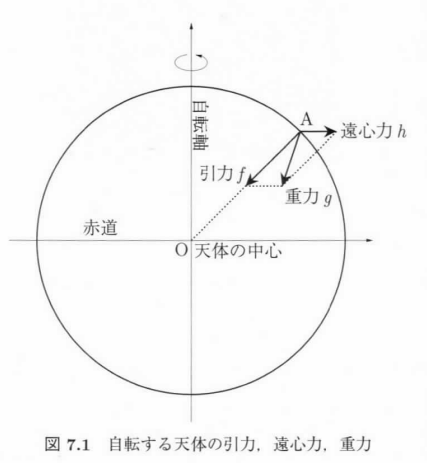 自転軸
A
遠心力 h
引力 f
重力 g
赤道
O 天体の中心
図 7.1 自転する天体の引力，遠心力，重力